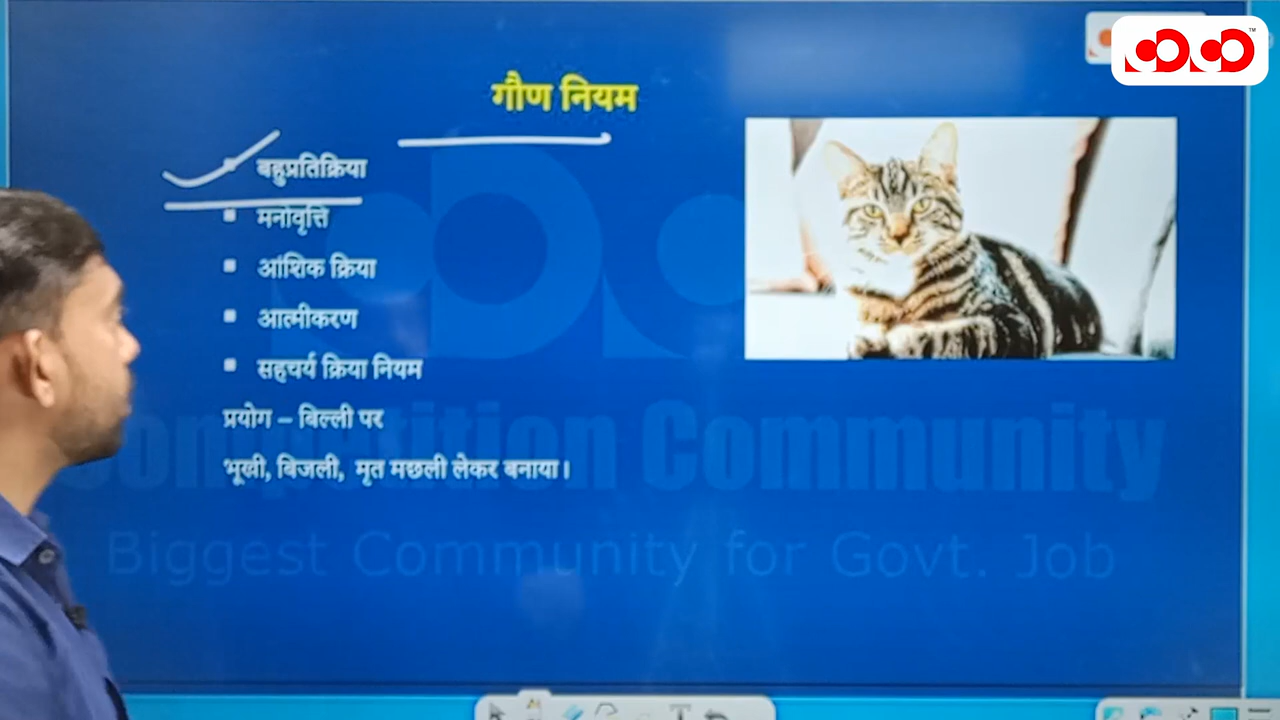 गौण नियम
बहुप्रतिक्रिया
मनोवृत्ति
आंशिक क्रिया
आत्मीकरण
सहचर्य क्रिया नियम
प्रयोग – बिल्ली पर
भूखी, बिजली, मृत मछली लेकर बनाया।
Competition Community
Biggest Community for Govt. Job
TM